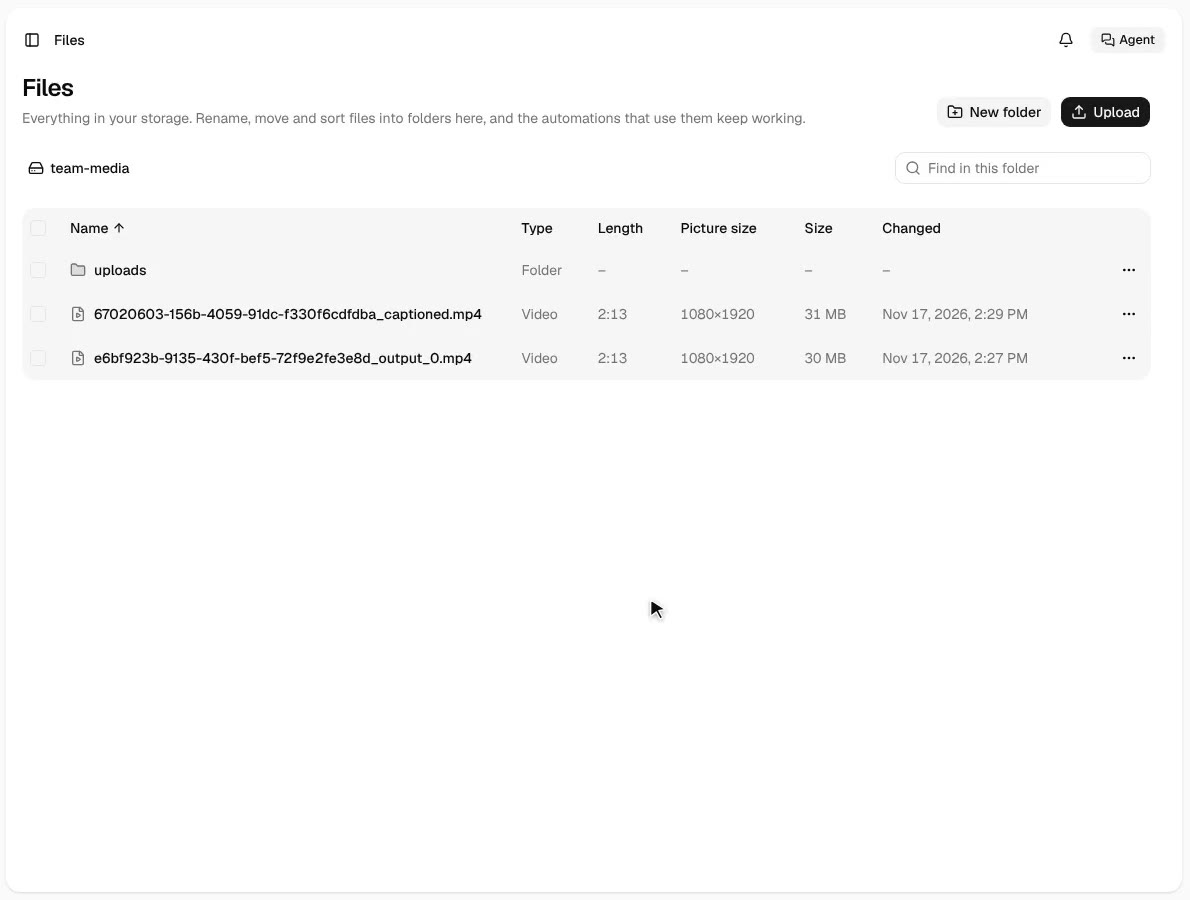 Files
Agent
Files
Everything in your storage. Rename, move and sort files into folders here, and the automations that use them keep working.
New folder
Upload
team-media
Find in this folder
Name ↑ Type Length Picture size Size Changed
uploads Folder – – – –
67020603-156b-4059-91dc-f330f6cdfdba_captioned.mp4 Video 2:13 1080×1920 31 MB Nov 17, 2026, 2:29 PM
e6bf923b-9135-430f-bef5-72f9e2fe3e8d_output_0.mp4 Video 2:13 1080×1920 30 MB Nov 17, 2026, 2:27 PM